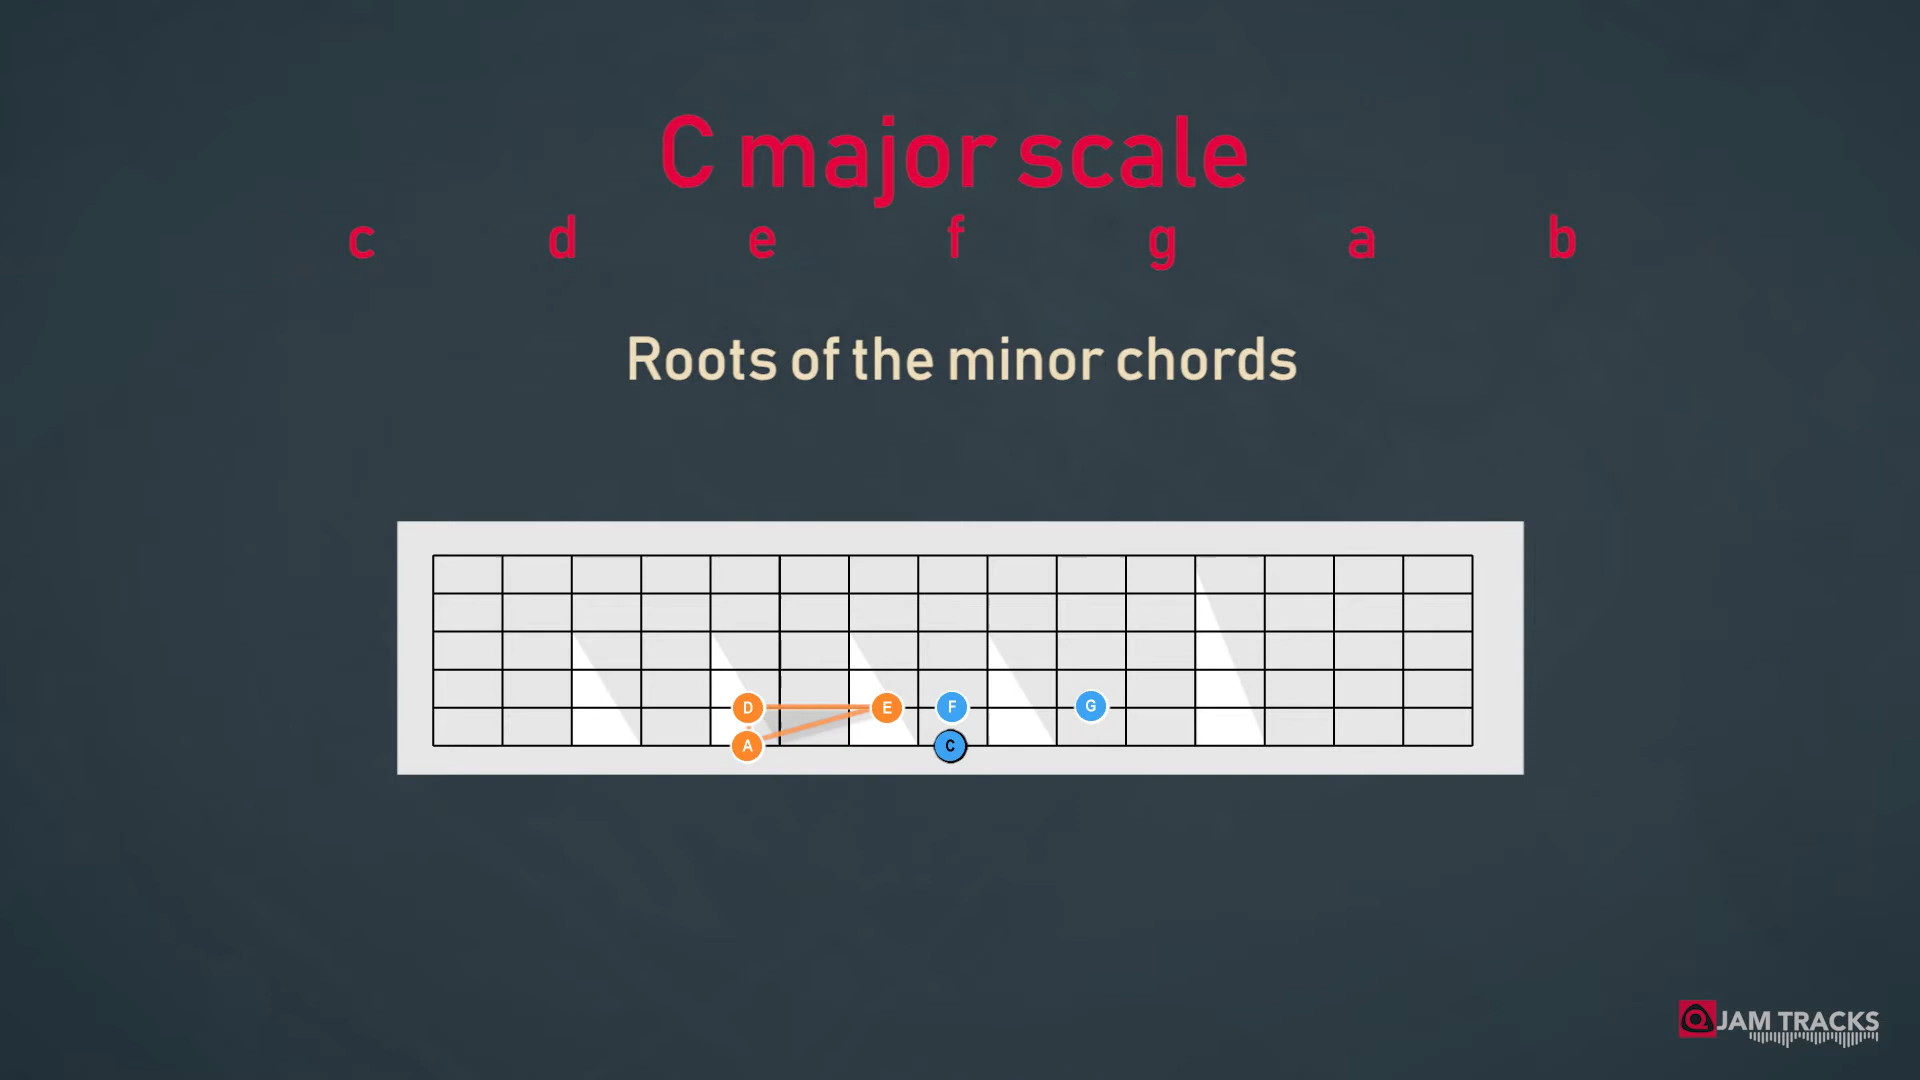 C major scale
c d e f g a b
Roots of the minor chords
D E F G
A C
JAM TRACKS